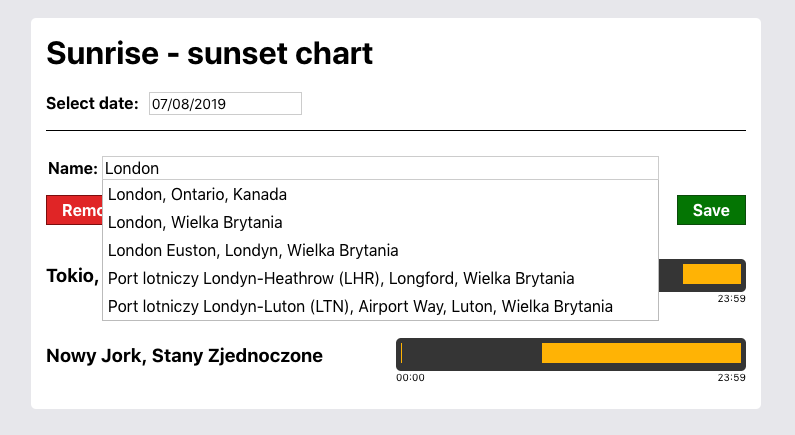 Sunrise - sunset chart
Select date: 07/08/2019
Name: London
London, Ontario, Kanada
London, Wielka Brytania
London Euston, Londyn, Wielka Brytania
Port lotniczy Londyn-Heathrow (LHR), Longford, Wielka Brytania
Port lotniczy Londyn-Luton (LTN), Airport Way, Luton, Wielka Brytania
Save
Tokio,
23:59
Nowy Jork, Stany Zjednoczone
00:00 23:59